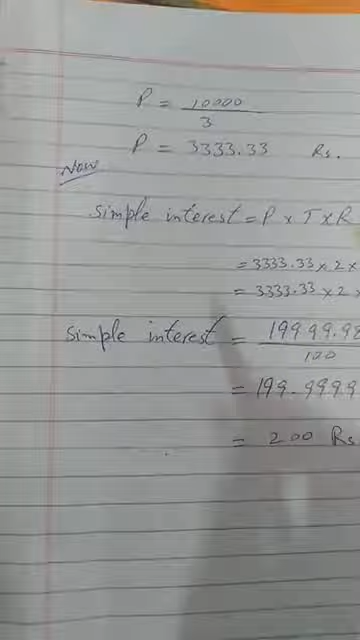 P = 10000
3
P = 3333.33 Rs.
Now
Simple interest = P x T x R
= 3333.33 x 2 x
= 3333.33 x 2 x
Simple interest = 19999.98
100
= 199.9999
= 200 Rs